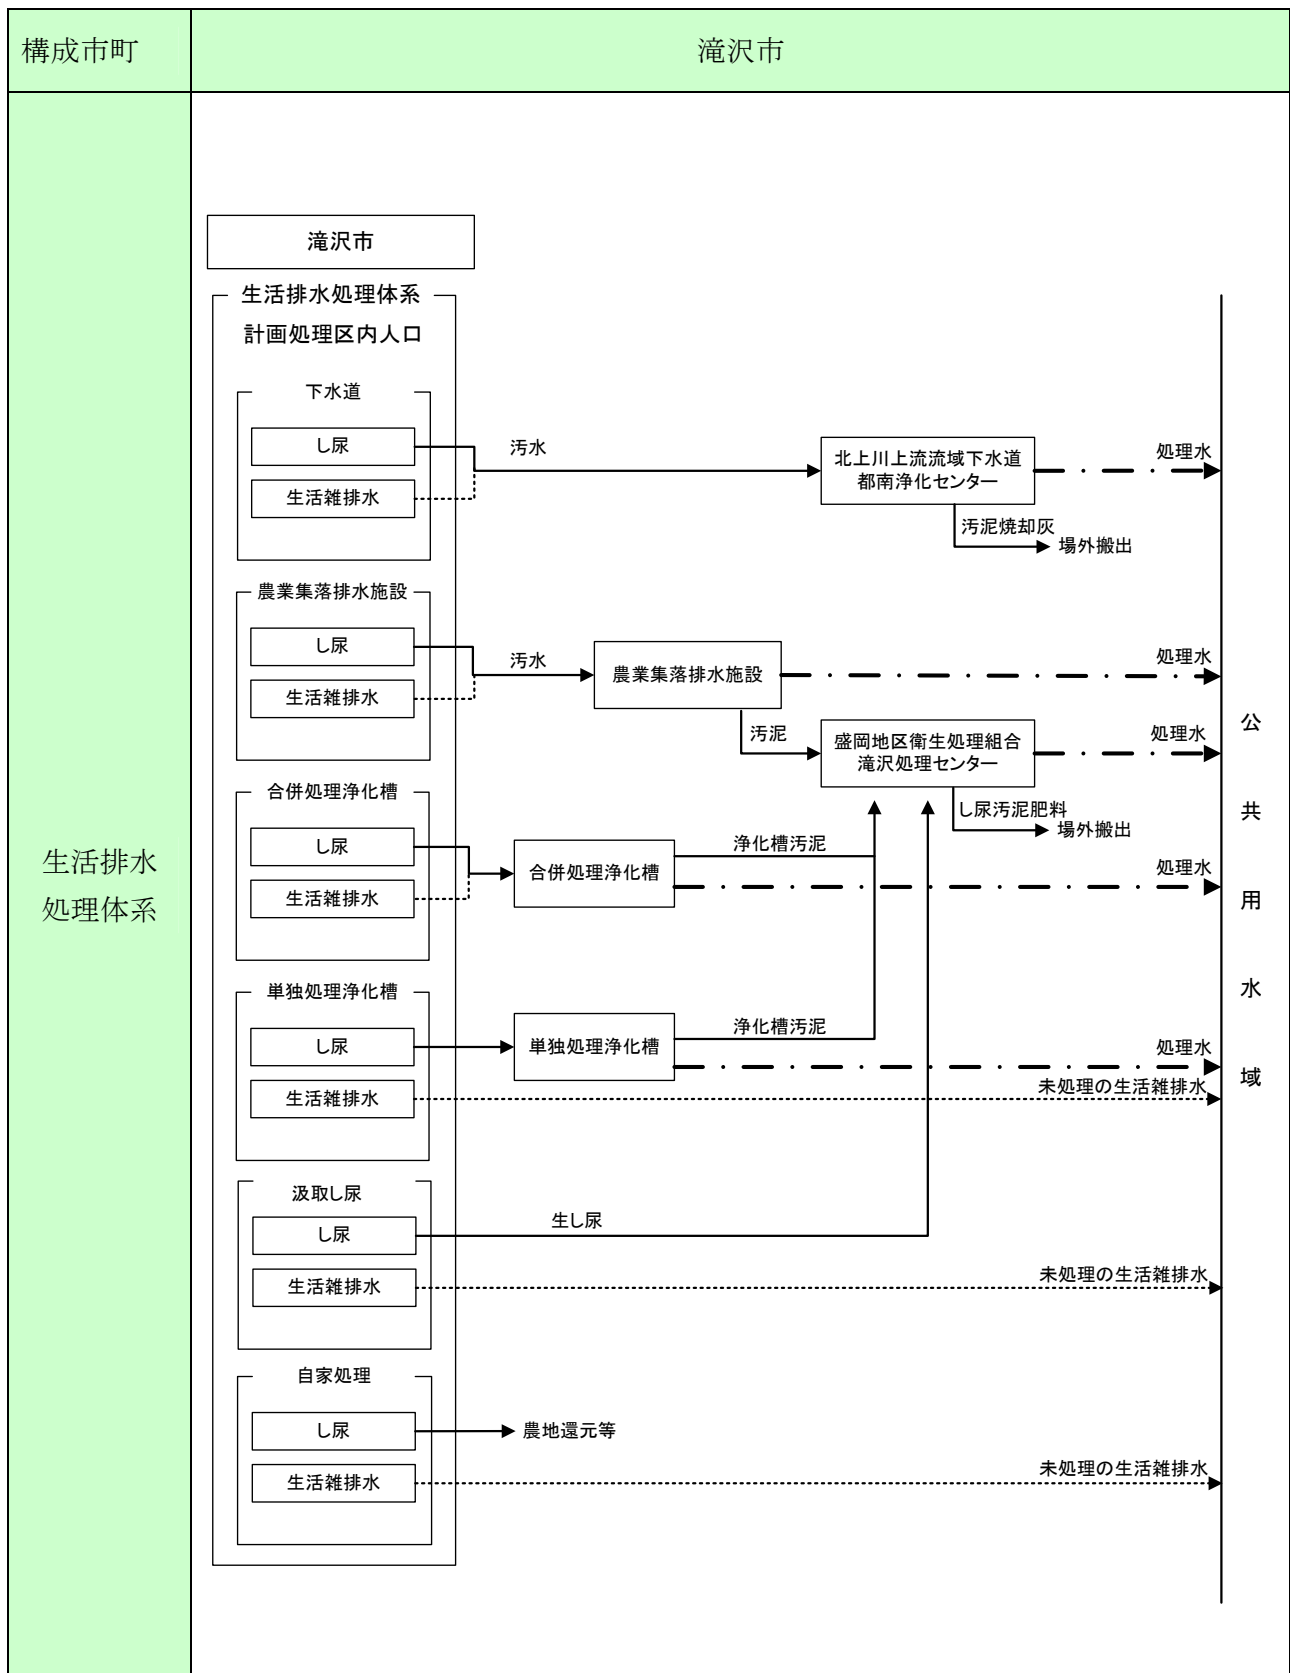 構成市町
滝沢市
生活排水
処理体系
滝沢市
生活排水処理体系
計画処理区内人口
下水道
し尿
生活雑排水
汚水
北上川上流流域下水道
都南浄化センター
処理水
汚泥焼却灰
場外搬出
農業集落排水施設
し尿
生活雑排水
汚水
農業集落排水施設
処理水
汚泥
盛岡地区衛生処理組合
滝沢処理センター
処理水
し尿汚泥肥料
場外搬出
合併処理浄化槽
し尿
生活雑排水
合併処理浄化槽
浄化槽汚泥
処理水
単独処理浄化槽
し尿
生活雑排水
単独処理浄化槽
浄化槽汚泥
処理水
未処理の生活雑排水
汲取し尿
し尿
生活雑排水
生し尿
未処理の生活雑排水
自家処理
し尿
生活雑排水
農地還元等
未処理の生活雑排水
公共用水域